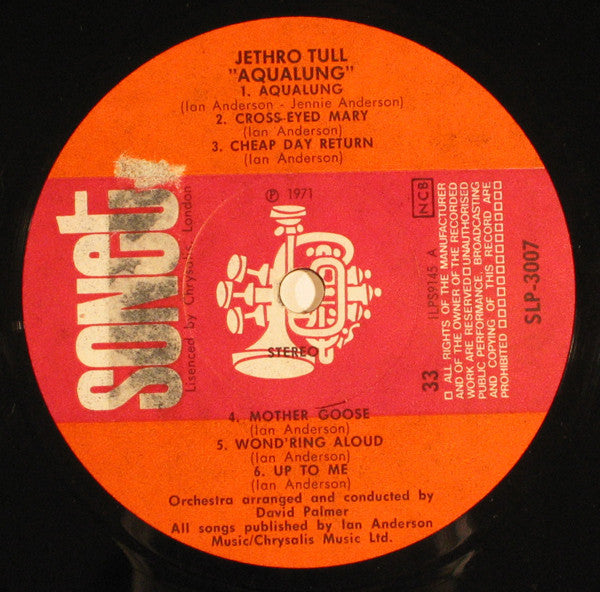 JETHRO TULL
"AQUALUNG"
1. AQUALUNG
(Ian Anderson - Jennie Anderson)
2. CROSS-EYED MARY
(Ian Anderson)
3. CHEAP DAY RETURN
(Ian Anderson)
sonet
Lisenced by Chrysalis, London
℗ 1971
STEREO
NCB
ILPS9145 A
33
□ ALL RIGHTS OF THE MANUFACTURER
AND OF THE OWNER OF THE RECORDED
WORK ARE RESERVED □ UNAUTHORISED
PUBLIC PERFORMANCE, BROADCASTING
AND COPYING OF THIS RECORD ARE
PROHIBITED □□□□□□□□□□□□□□
SLP-3007
4. MOTHER GOOSE
(Ian Anderson)
5. WOND'RING ALOUD
(Ian Anderson)
6. UP TO ME
(Ian Anderson)
Orchestra arranged and conducted by
David Palmer
All songs published by Ian Anderson
Music/Chrysalis Music Ltd.